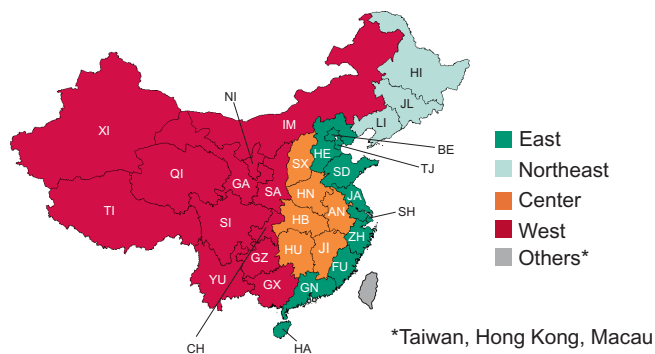 HI
JL
LI
NI
XI
IM
BE
HE
TJ
SX
SD
QI
GA
SA
HN
JA
TI
AN
SH
SI
HB
ZH
HU
JI
GZ
FU
YU
GX
GN
CH
HA
East
Northeast
Center
West
Others*
*Taiwan, Hong Kong, Macau